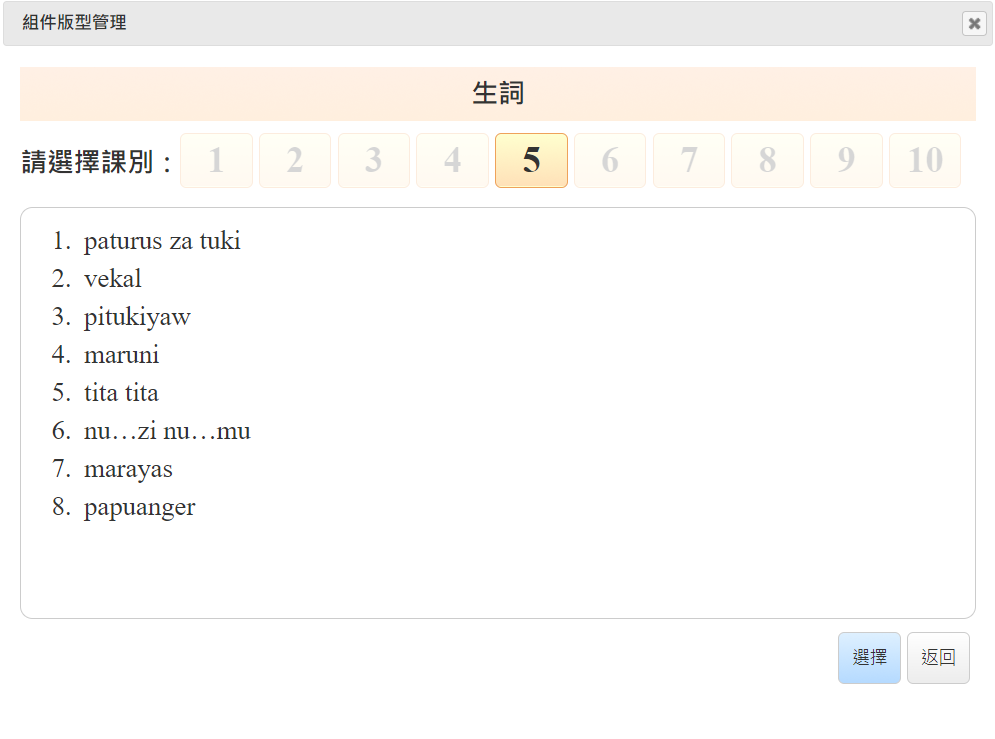 組件版型管理
生詞
請選擇課別： 1 2 3 4 5 6 7 8 9 10
1. paturus za tuki
2. vekal
3. pitukiyaw
4. maruni
5. tita tita
6. nu…zi nu…mu
7. marayas
8. papuanger
選擇 返回